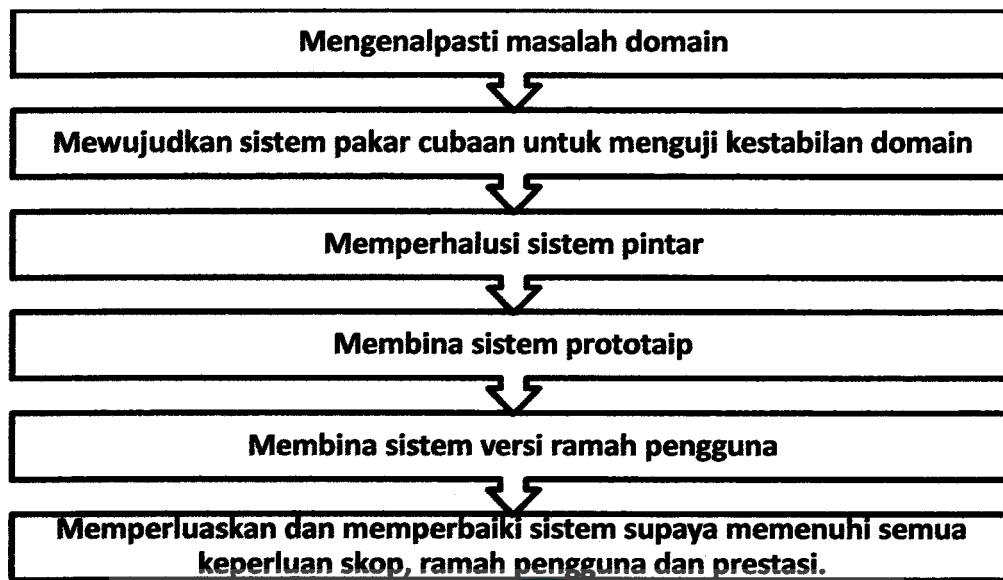 Mengenalpasti masalah domain
Mewujudkan sistem pakar cubaan untuk menguji kestabilan domain
Memperhalusi sistem pintar
Membina sistem prototaip
Membina sistem versi ramah pengguna
Memperluaskan dan memperbaiki sistem supaya memenuhi semua
keperluan skop, ramah pengguna dan prestasi.